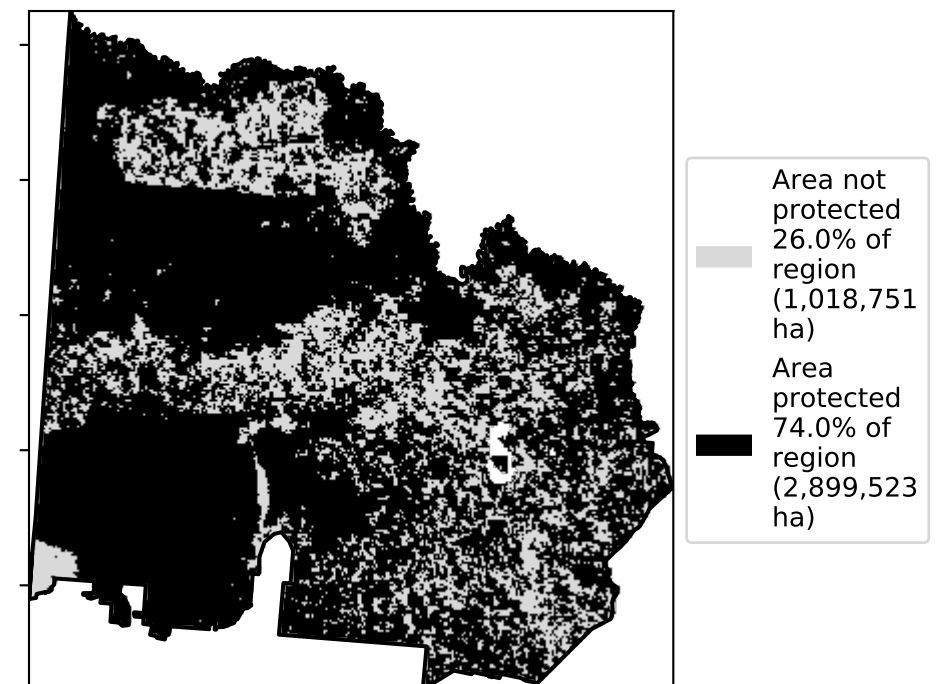 Area not
protected
26.0% of
region
(1,018,751
ha)
Area
protected
74.0% of
region
(2,899,523
ha)